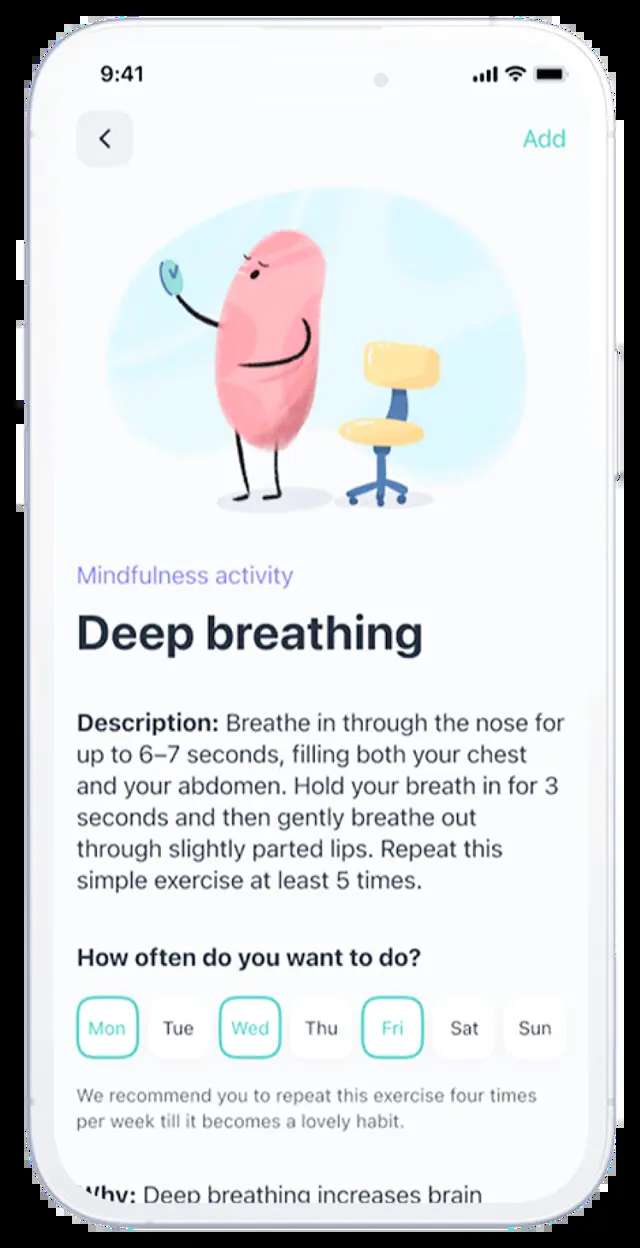 9:41
Add
Mindfulness activity
Deep breathing
Description: Breathe in through the nose for
up to 6–7 seconds, filling both your chest
and your abdomen. Hold your breath in for 3
seconds and then gently breathe out
through slightly parted lips. Repeat this
simple exercise at least 5 times.
How often do you want to do?
Mon Tue Wed Thu Fri Sat Sun
We recommend you to repeat this exercise four times
per week till it becomes a lovely habit.
Why: Deep breathing increases brain